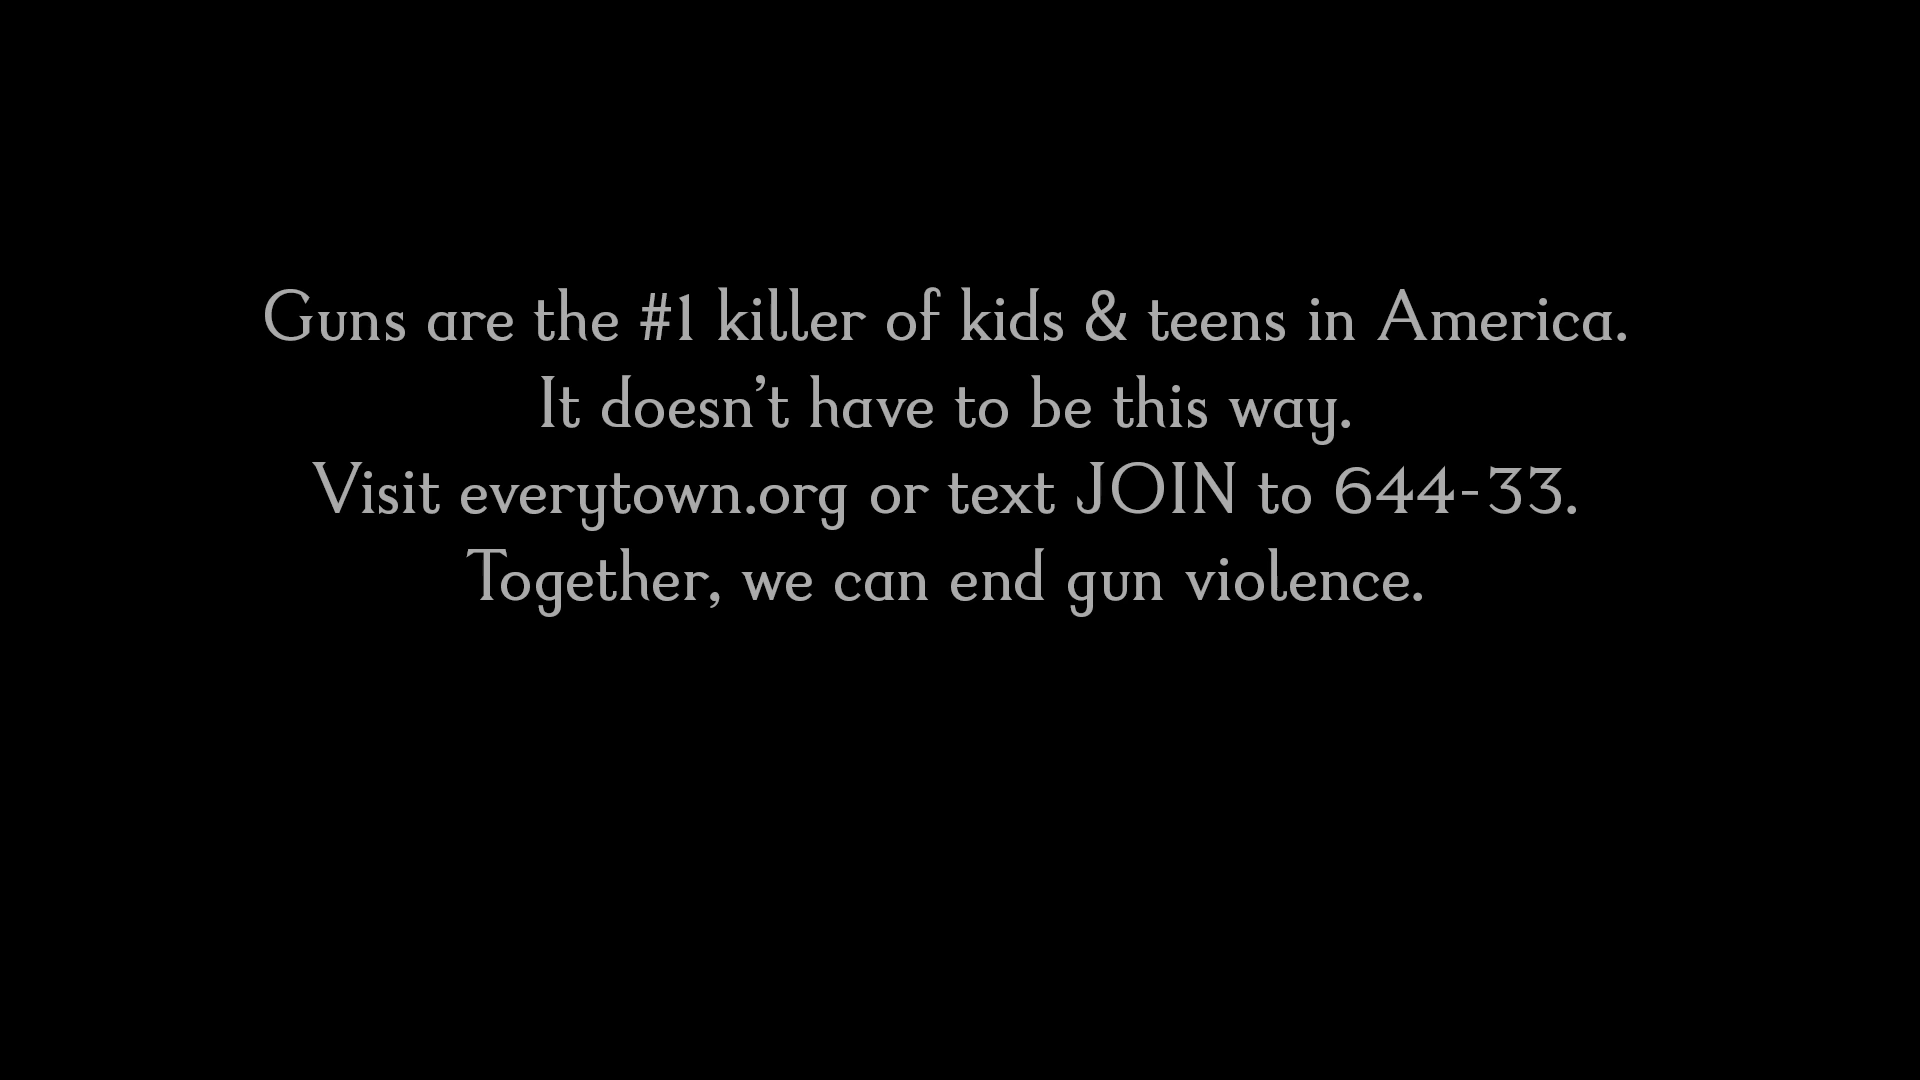 Guns are the #1 killer of kids & teens in America.
It doesn’t have to be this way.
Visit everytown.org or text JOIN to 644-33.
Together, we can end gun violence.